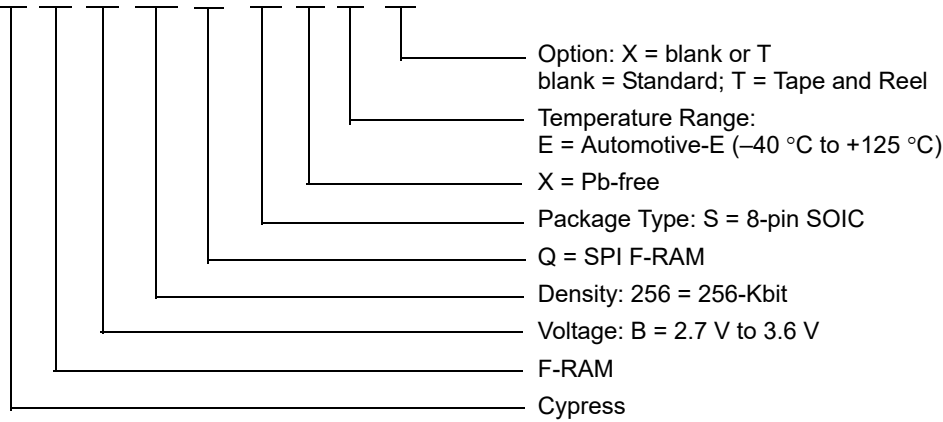 Option: X = blank or T
blank = Standard; T = Tape and Reel
Temperature Range:
E = Automotive-E (–40 °C to +125 °C)
X = Pb-free
Package Type: S = 8-pin SOIC
Q = SPI F-RAM
Density: 256 = 256-Kbit
Voltage: B = 2.7 V to 3.6 V
F-RAM
Cypress